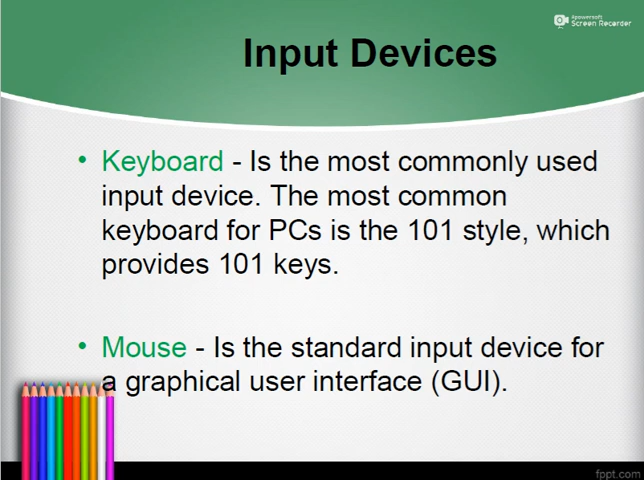 Apowersoft
Screen Recorder
Input Devices
• Keyboard - Is the most commonly used
input device. The most common
keyboard for PCs is the 101 style, which
provides 101 keys.
• Mouse - Is the standard input device for
a graphical user interface (GUI).
fppt.com